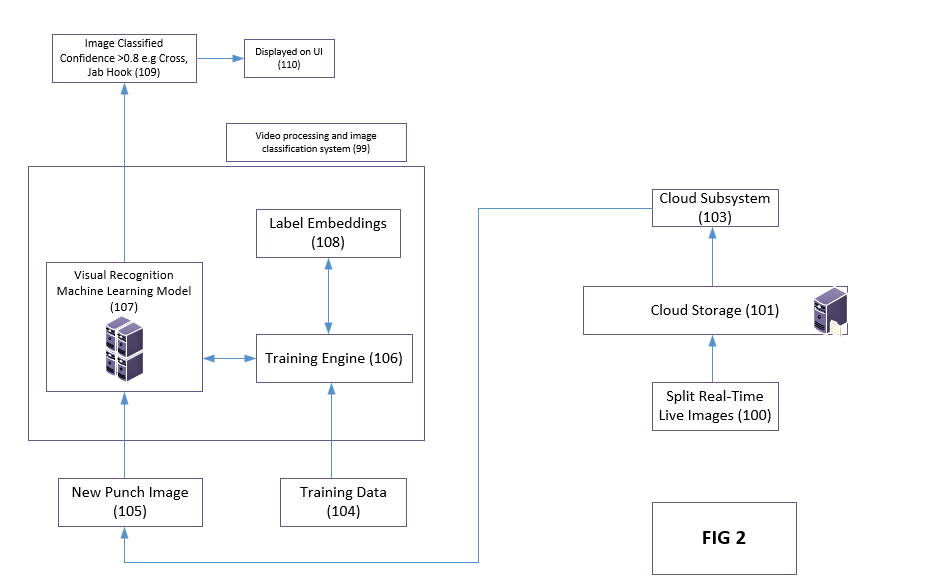 Image Classified
Confidence >0.8 e.g Cross,
Jab Hook (109)
Displayed on UI
(110)
Video processing and image
classification system (99)
Label Embeddings
(108)
Visual Recognition
Machine Learning Model
(107)
Training Engine (106)
New Punch Image
(105)
Training Data
(104)
Cloud Subsystem
(103)
Cloud Storage (101)
Split Real-Time
Live Images (100)
FIG 2